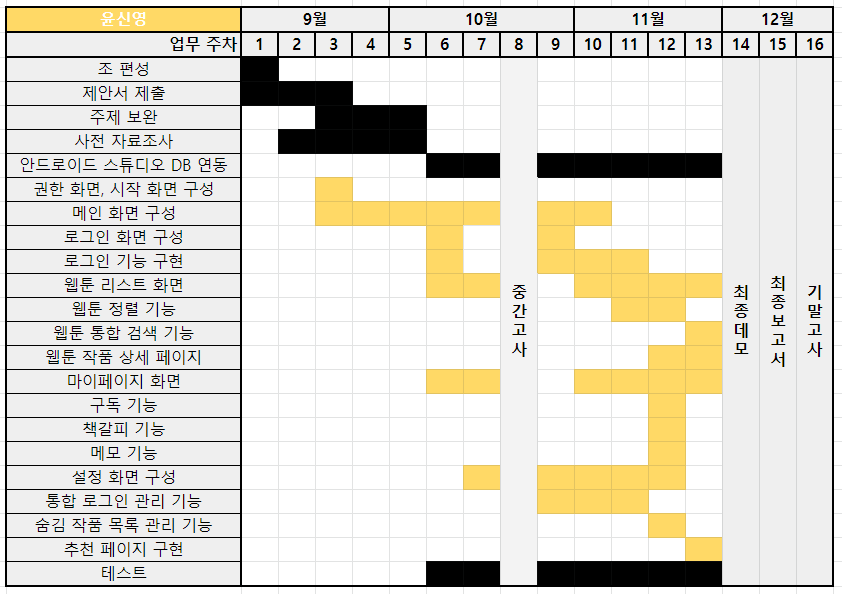 윤신영 9월 10월 11월 12월
업무 주차 1 2 3 4 5 6 7 8 9 10 11 12 13 14 15 16
조 편성
제안서 제출
주제 보완
사전 자료조사
안드로이드 스튜디오 DB 연동
권한 화면, 시작 화면 구성
메인 화면 구성
로그인 화면 구성
로그인 기능 구현
웹툰 리스트 화면
웹툰 정렬 기능
웹툰 통합 검색 기능
웹툰 작품 상세 페이지
마이페이지 화면
구독 기능
책갈피 기능
메모 기능
설정 화면 구성
통합 로그인 관리 기능
숨김 작품 목록 관리 기능
추천 페이지 구현
테스트
중간고사
최종데모
최종보고서
기말고사